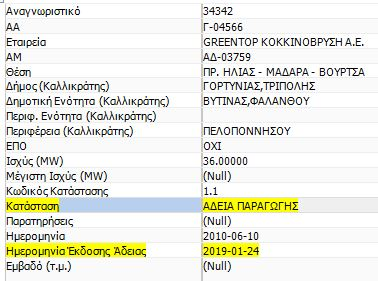 Αναγνωριστικό 34342
ΑΑ Γ-04566
Εταιρεία GREENTOP ΚΟΚΚΙΝΟΒΡΥΣΗ Α.Ε.
ΑΜ ΑΔ-03759
Θέση ΠΡ. ΗΛΙΑΣ - ΜΑΔΑΡΑ - ΒΟΥΡΤΣΑ
Δήμος (Καλλικράτης) ΓΟΡΤΥΝΙΑΣ,ΤΡΙΠΟΛΗΣ
Δημοτική Ενότητα (Καλλικράτης) ΒΥΤΙΝΑΣ,ΦΑΛΑΝΘΟΥ
Περιφ. Ενότητα (Καλλικράτης)
Περιφέρεια (Καλλικράτης) ΠΕΛΟΠΟΝΝΗΣΟΥ
ΕΠΟ ΟΧΙ
Ισχύς (MW) 36.00000
Μέγιστη Ισχύς (MW) (Null)
Κωδικός Κατάστασης 1.1
Κατάσταση ΑΔΕΙΑ ΠΑΡΑΓΩΓΗΣ
Παρατηρήσεις (Null)
Ημερομηνία 2010-06-10
Ημερομηνία Έκδοσης Άδειας 2019-01-24
Εμβαδό (τ.μ.) (Null)